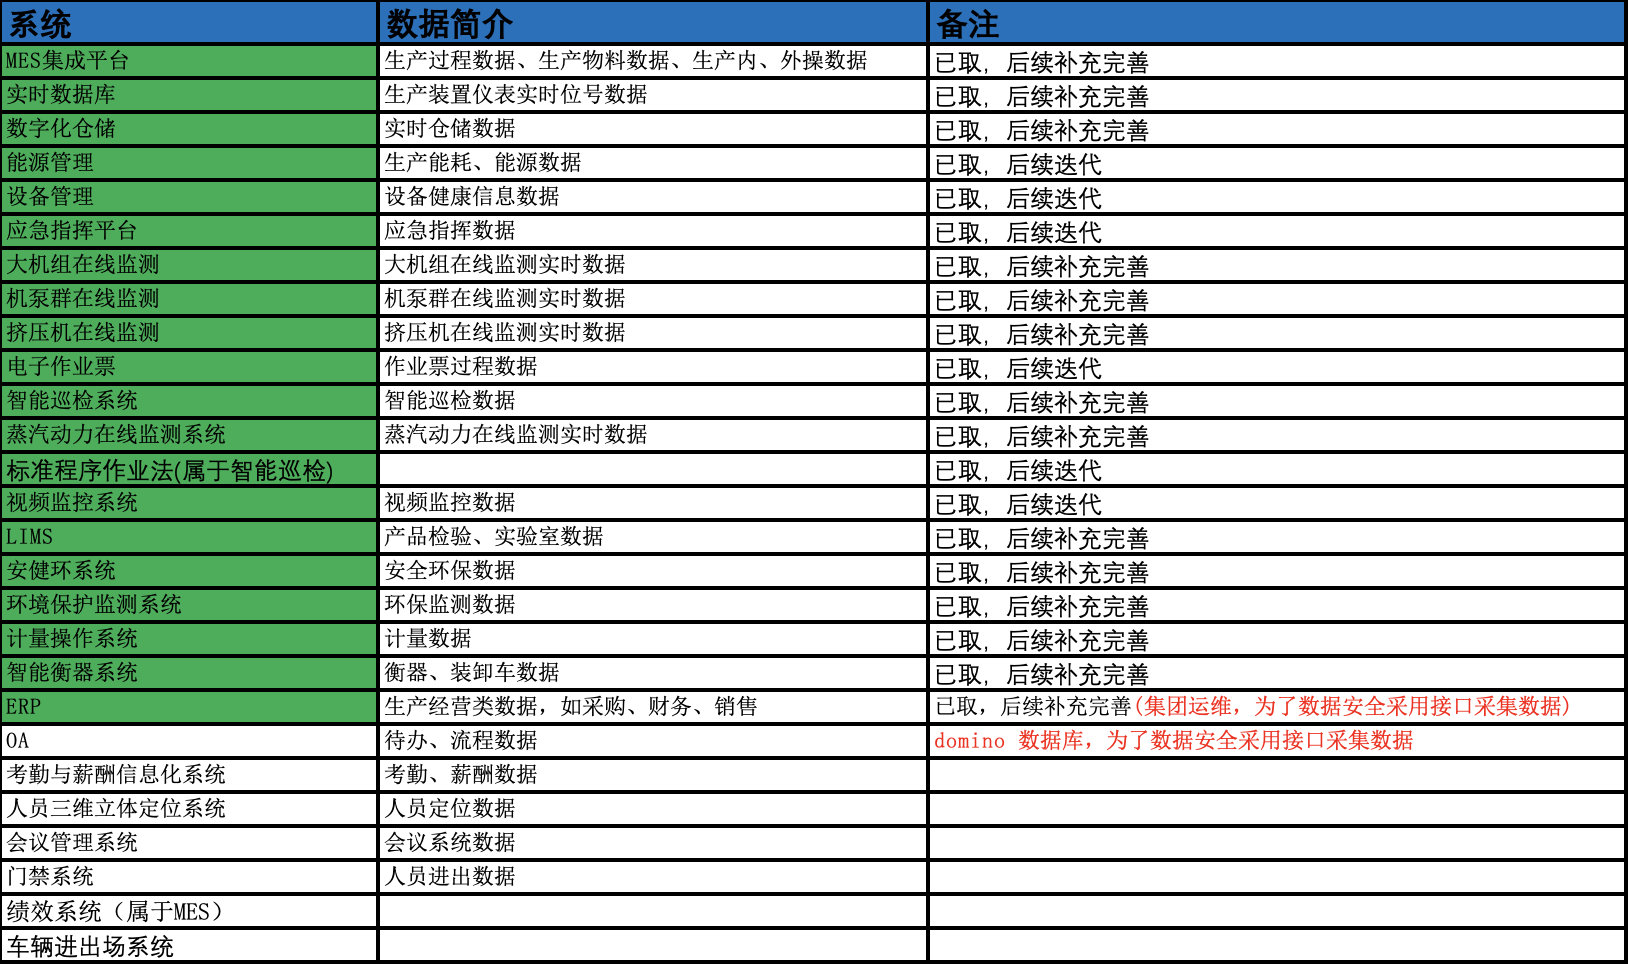 系统 数据简介 备注
MES集成平台 生产过程数据、生产物料数据、生产内、外操数据 已取，后续补充完善
实时数据库 生产装置仪表实时位号数据 已取，后续补充完善
数字化仓储 实时仓储数据 已取，后续补充完善
能源管理 生产能耗、能源数据 已取，后续迭代
设备管理 设备健康信息数据 已取，后续迭代
应急指挥平台 应急指挥数据 已取，后续迭代
大机组在线监测 大机组在线监测实时数据 已取，后续补充完善
机泵群在线监测 机泵群在线监测实时数据 已取，后续补充完善
挤压机在线监测 挤压机在线监测实时数据 已取，后续补充完善
电子作业票 作业票过程数据 已取，后续迭代
智能巡检系统 智能巡检数据 已取，后续补充完善
蒸汽动力在线监测系统 蒸汽动力在线监测实时数据 已取，后续补充完善
标准程序作业法(属于智能巡检) 已取，后续迭代
视频监控系统 视频监控数据 已取，后续迭代
LIMS 产品检验、实验室数据 已取，后续补充完善
安健环系统 安全环保数据 已取，后续补充完善
环境保护监测系统 环保监测数据 已取，后续补充完善
计量操作系统 计量数据 已取，后续补充完善
智能衡器系统 衡器、装卸车数据 已取，后续补充完善
ERP 生产经营类数据，如采购、财务、销售 已取，后续补充完善(集团运维，为了数据安全采用接口采集数据)
OA 待办、流程数据 domino 数据库，为了数据安全采用接口采集数据
考勤与薪酬信息化系统 考勤、薪酬数据
人员三维立体定位系统 人员定位数据
会议管理系统 会议系统数据
门禁系统 人员进出数据
绩效系统（属于MES）
车辆进出场系统